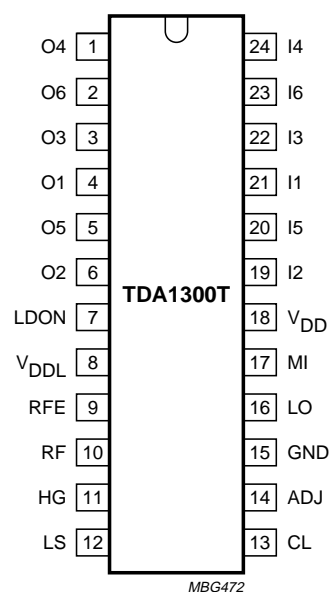 O4 1 24 I4
O6 2 23 I6
O3 3 22 I3
O1 4 21 I1
O5 5 20 I5
O2 6 19 I2
TDA1300T
LDON 7 18 VDD
VDDL 8 17 MI
RFE 9 16 LO
RF 10 15 GND
HG 11 14 ADJ
LS 12 13 CL
MBG472